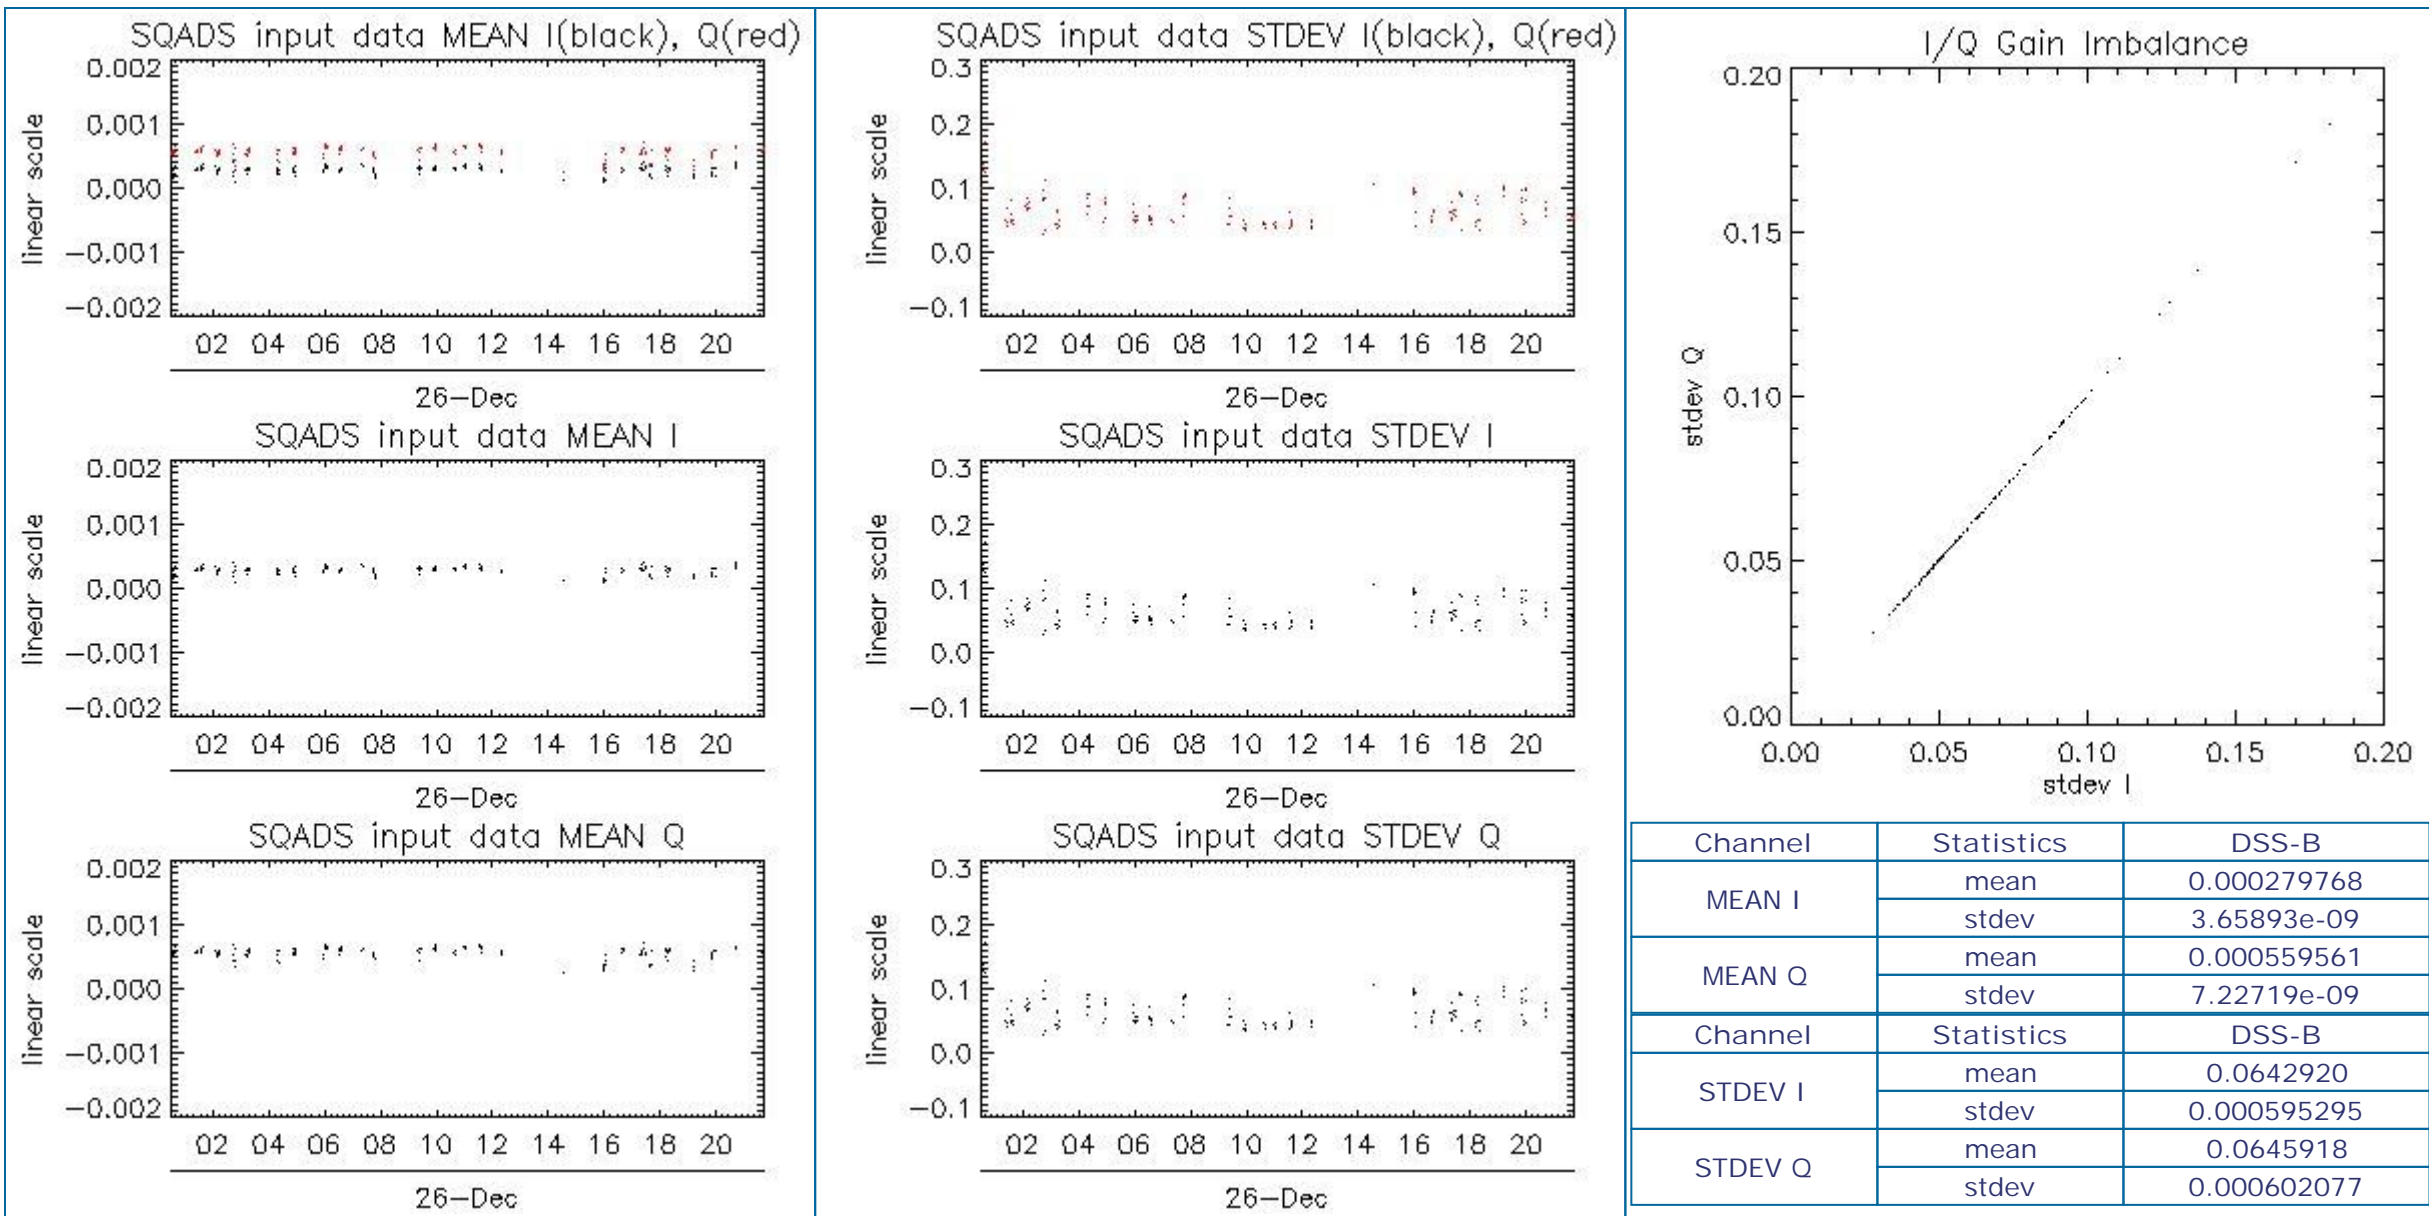 SQADS input data MEAN I(black), Q(red)
0.002
0.001
0.000
−0.001
−0.002
linear scale
02 04 06 08 10 12 14 16 18 20
26−Dec
SQADS input data MEAN I
0.002
0.001
0.000
−0.001
−0.002
linear scale
02 04 06 08 10 12 14 16 18 20
26−Dec
SQADS input data MEAN Q
0.002
0.001
0.000
−0.001
−0.002
linear scale
02 04 06 08 10 12 14 16 18 20
26−Dec
SQADS input data STDEV I(black), Q(red)
0.3
0.2
0.1
0.0
−0.1
linear scale
02 04 06 08 10 12 14 16 18 20
26−Dec
SQADS input data STDEV I
0.3
0.2
0.1
0.0
−0.1
linear scale
02 04 06 08 10 12 14 16 18 20
26−Dec
SQADS input data STDEV Q
0.3
0.2
0.1
0.0
−0.1
linear scale
02 04 06 08 10 12 14 16 18 20
26−Dec
I/Q Gain Imbalance
0.20
0.15
0.10
0.05
0.00
stdev Q
0.00 0.05 0.10 0.15 0.20
stdev I
Channel Statistics DSS-B
MEAN I mean 0.000279768
stdev 3.65893e-09
MEAN Q mean 0.000559561
stdev 7.22719e-09
Channel Statistics DSS-B
STDEV I mean 0.0642920
stdev 0.000595295
STDEV Q mean 0.0645918
stdev 0.000602077